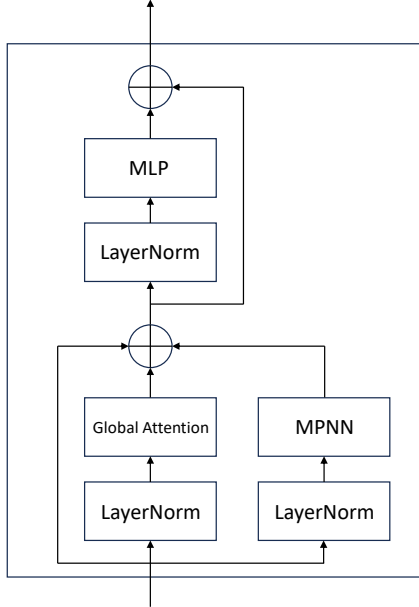 MLP
LayerNorm
Global Attention
MPNN
LayerNorm
LayerNorm